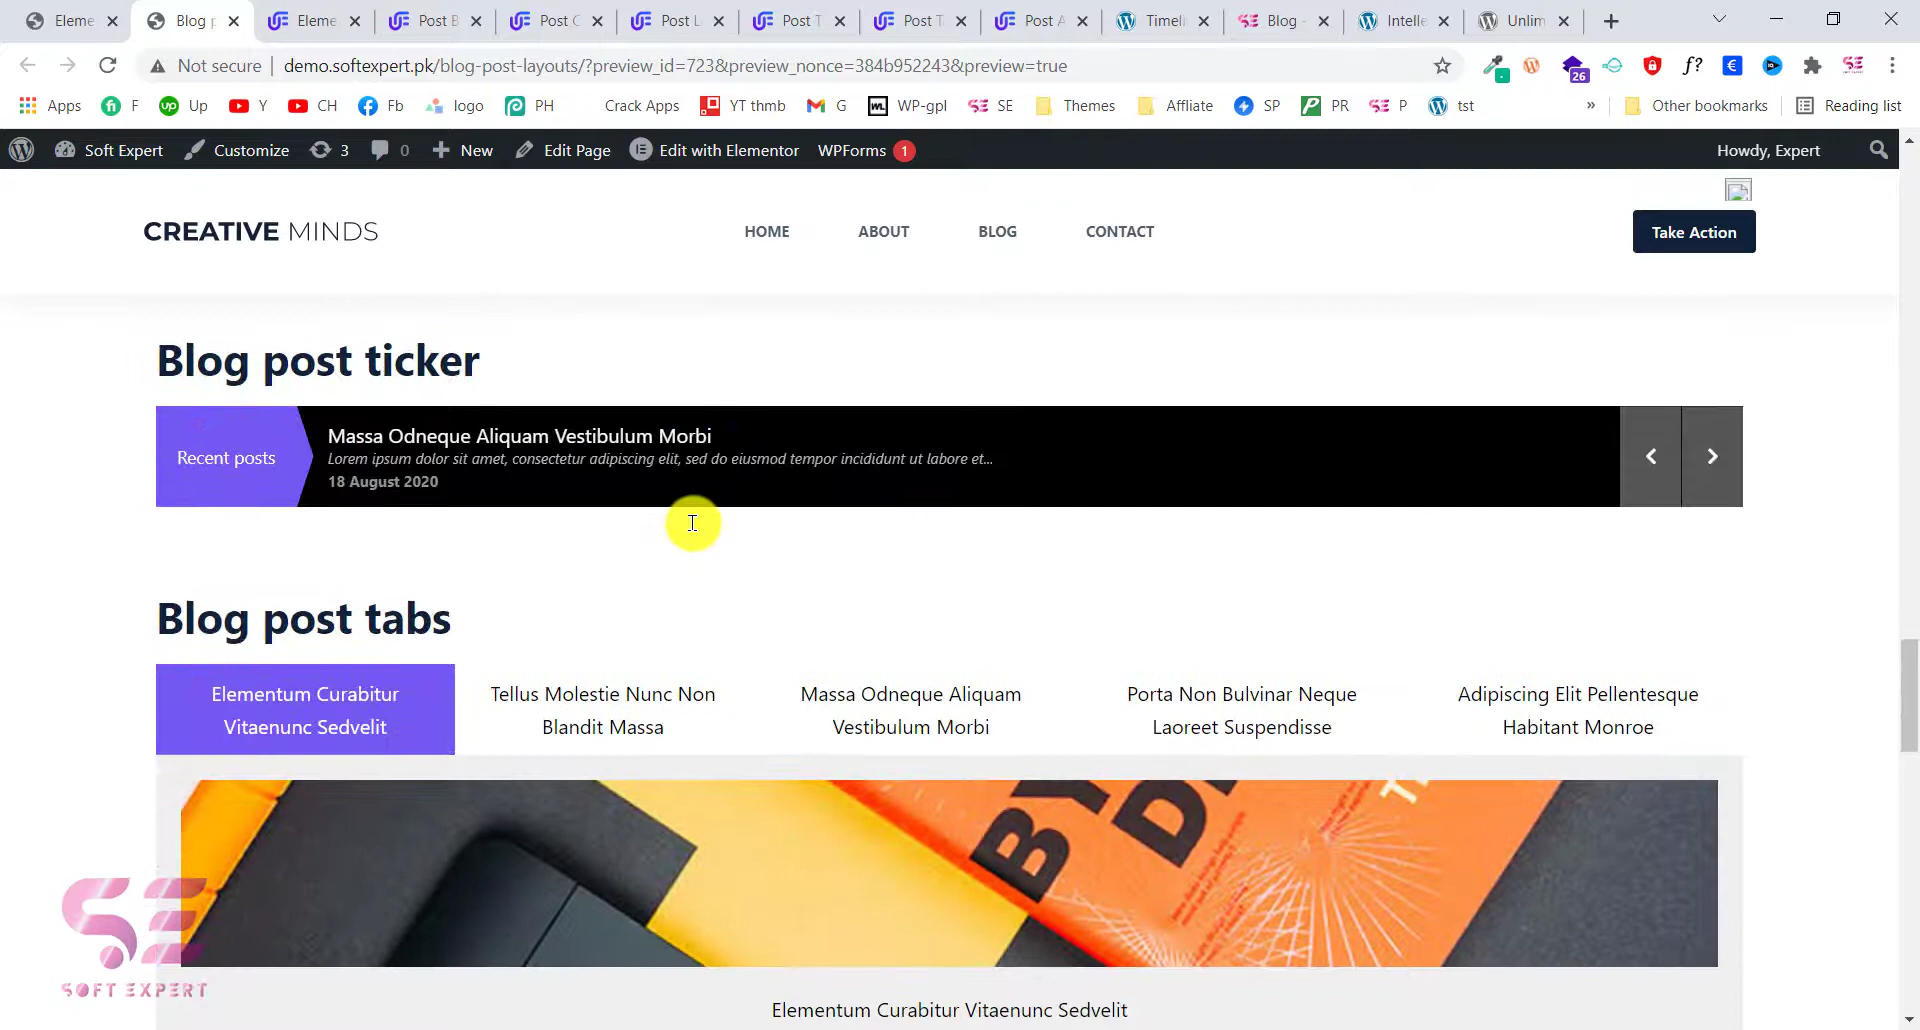 Eleme
Blog p
Eleme
Post B
Post C
Post L
Post T
Post T
Post A
Timeli
Blog -
Intelle
Unlim
Not secure
demo.softexpert.pk/blog-post-layouts/?preview_id=723&preview_nonce=384b952243&preview=true
26
f?
Apps F Up Y CH Fb logo PH Crack Apps YT thmb G WP-gpl SE Themes Affliate SP PR P tst » Other bookmarks Reading list
Soft Expert Customize 3 0 New Edit Page Edit with Elementor WPForms 1 Howdy, Expert
CREATIVE MINDS
HOME ABOUT BLOG CONTACT
Take Action
Blog post ticker
Recent posts
Massa Odneque Aliquam Vestibulum Morbi
Lorem ipsum dolor sit amet, consectetur adipiscing elit, sed do eiusmod tempor incididunt ut labore et...
18 August 2020
Blog post tabs
Elementum Curabitur
Vitaenunc Sedvelit
Tellus Molestie Nunc Non
Blandit Massa
Massa Odneque Aliquam
Vestibulum Morbi
Porta Non Bulvinar Neque
Laoreet Suspendisse
Adipiscing Elit Pellentesque
Habitant Monroe
BY
SE
SOFT EXPERT
Elementum Curabitur Vitaenunc Sedvelit